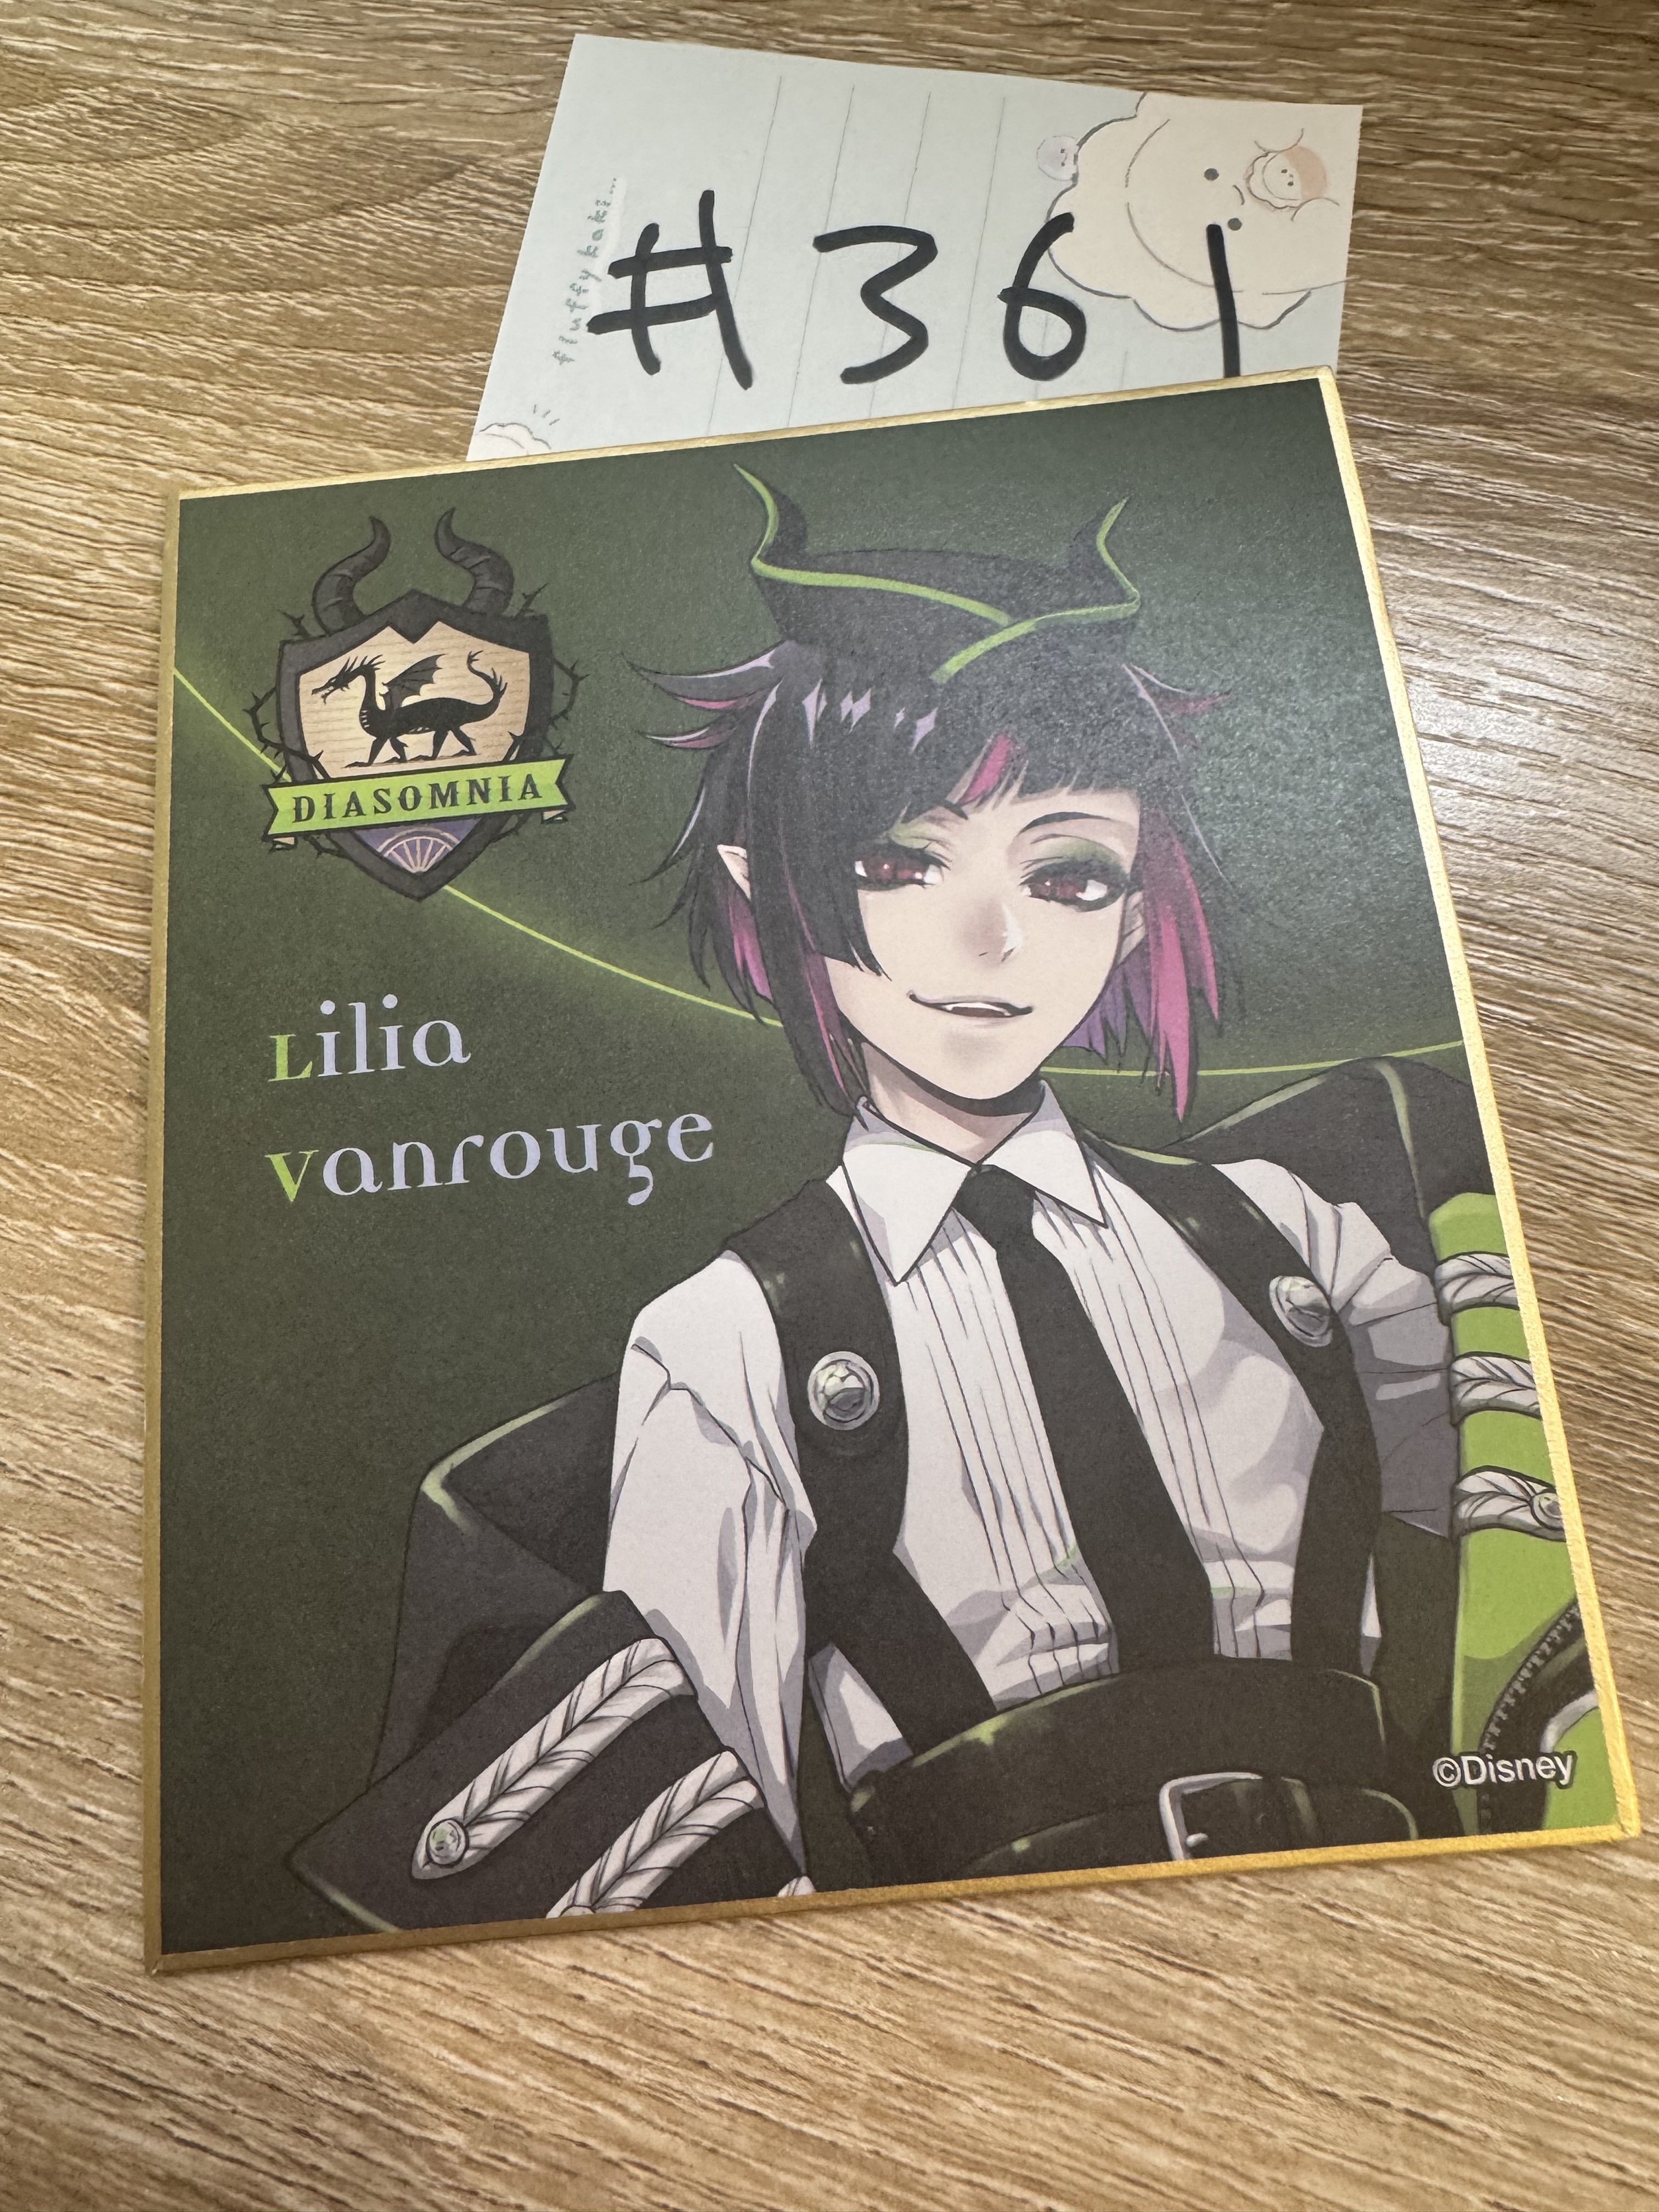 fluffy baki...
#361
DIASOMNIA
Lilia
Vanrouge
©Disney